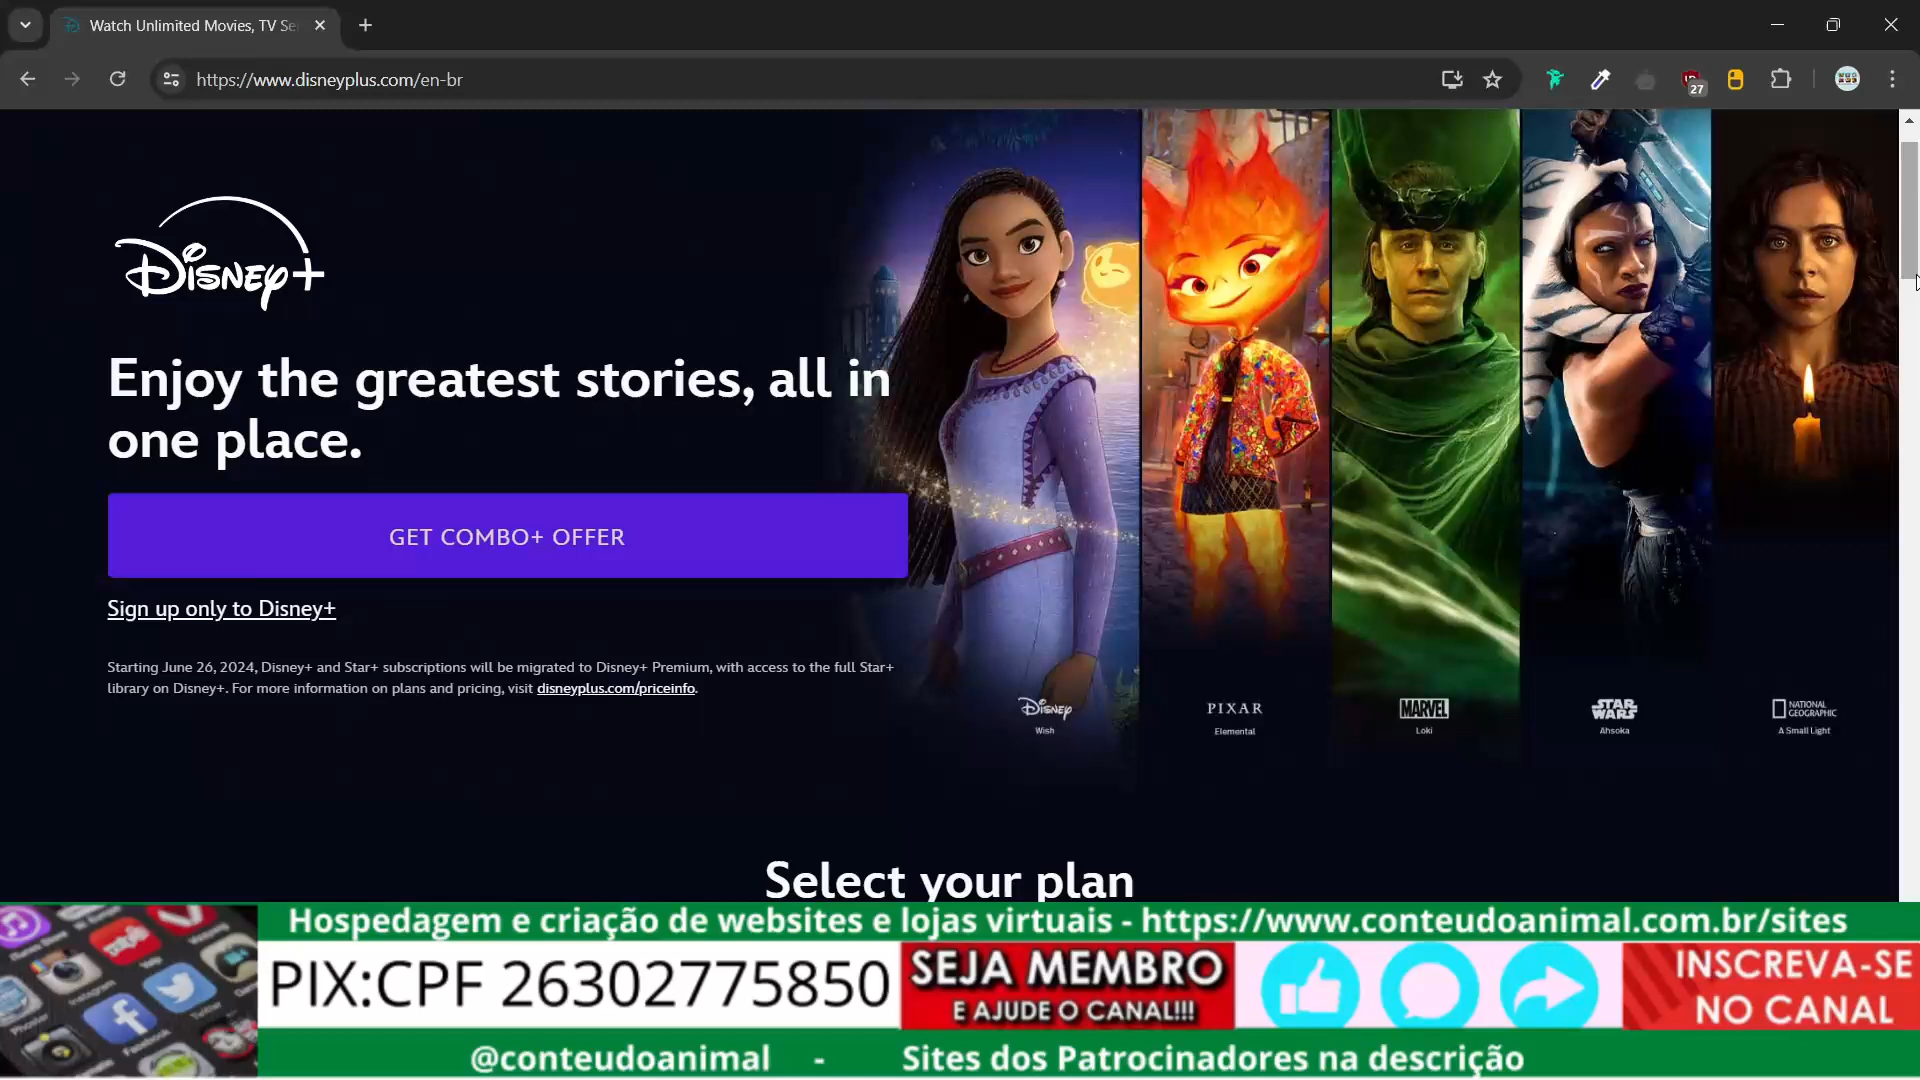 Watch Unlimited Movies, TV Se
https://www.disneyplus.com/en-br
27
Disney+
Enjoy the greatest stories, all in
one place.
GET COMBO+ OFFER
Sign up only to Disney+
Starting June 26, 2024, Disney+ and Star+ subscriptions will be migrated to Disney+ Premium, with access to the full Star+
library on Disney+. For more information on plans and pricing, visit disneyplus.com/priceinfo.
Disney
Wish
PIXAR
Elemental
MARVEL
Loki
STAR
WARS
Ahsoka
NATIONAL
GEOGRAPHIC
A Small Light
Select your plan
Hospedagem e criação de websites e lojas virtuais - https://www.conteudoanimal.com.br/sites
PIX:CPF 26302775850
SEJA MEMBRO
E AJUDE O CANAL!!!
INSCREVA-SE
NO CANAL
@conteudoanimal - Sites dos Patrocinadores na descrição